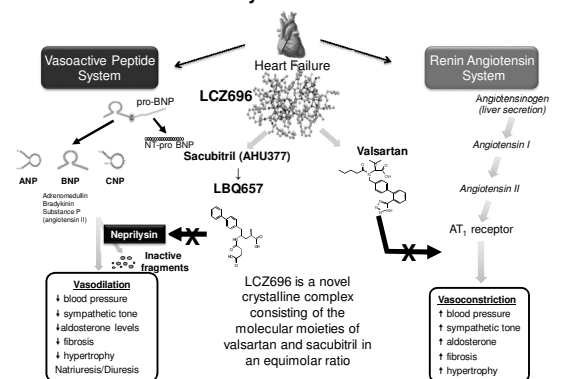 Heart Failure
Vasoactive Peptide
System
Renin Angiotensin
System
LCZ696
pro-BNP
NT-pro BNP
Angiotensinogen
(liver secretion)
Angiotensin I
Angiotensin II
AT1 receptor
Sacubitril (AHU377)
↓
LBQ657
Valsartan
ANP
BNP
CNP
Adrenomedullin
Bradykinin
Substance P
(angiotensin II)
Neprilysin
X
X
Inactive
fragments
Vasodilation
↓ blood pressure
↓ sympathetic tone
↓aldosterone levels
↓ fibrosis
↓ hypertrophy
Natriuresis/Diuresis
LCZ696 is a novel
crystalline complex
consisting of the
molecular moieties of
valsartan and sacubitril in
an equimolar ratio
Vasoconstriction
↑ blood pressure
↑ sympathetic tone
↑ aldosterone
↑ fibrosis
↑ hypertrophy